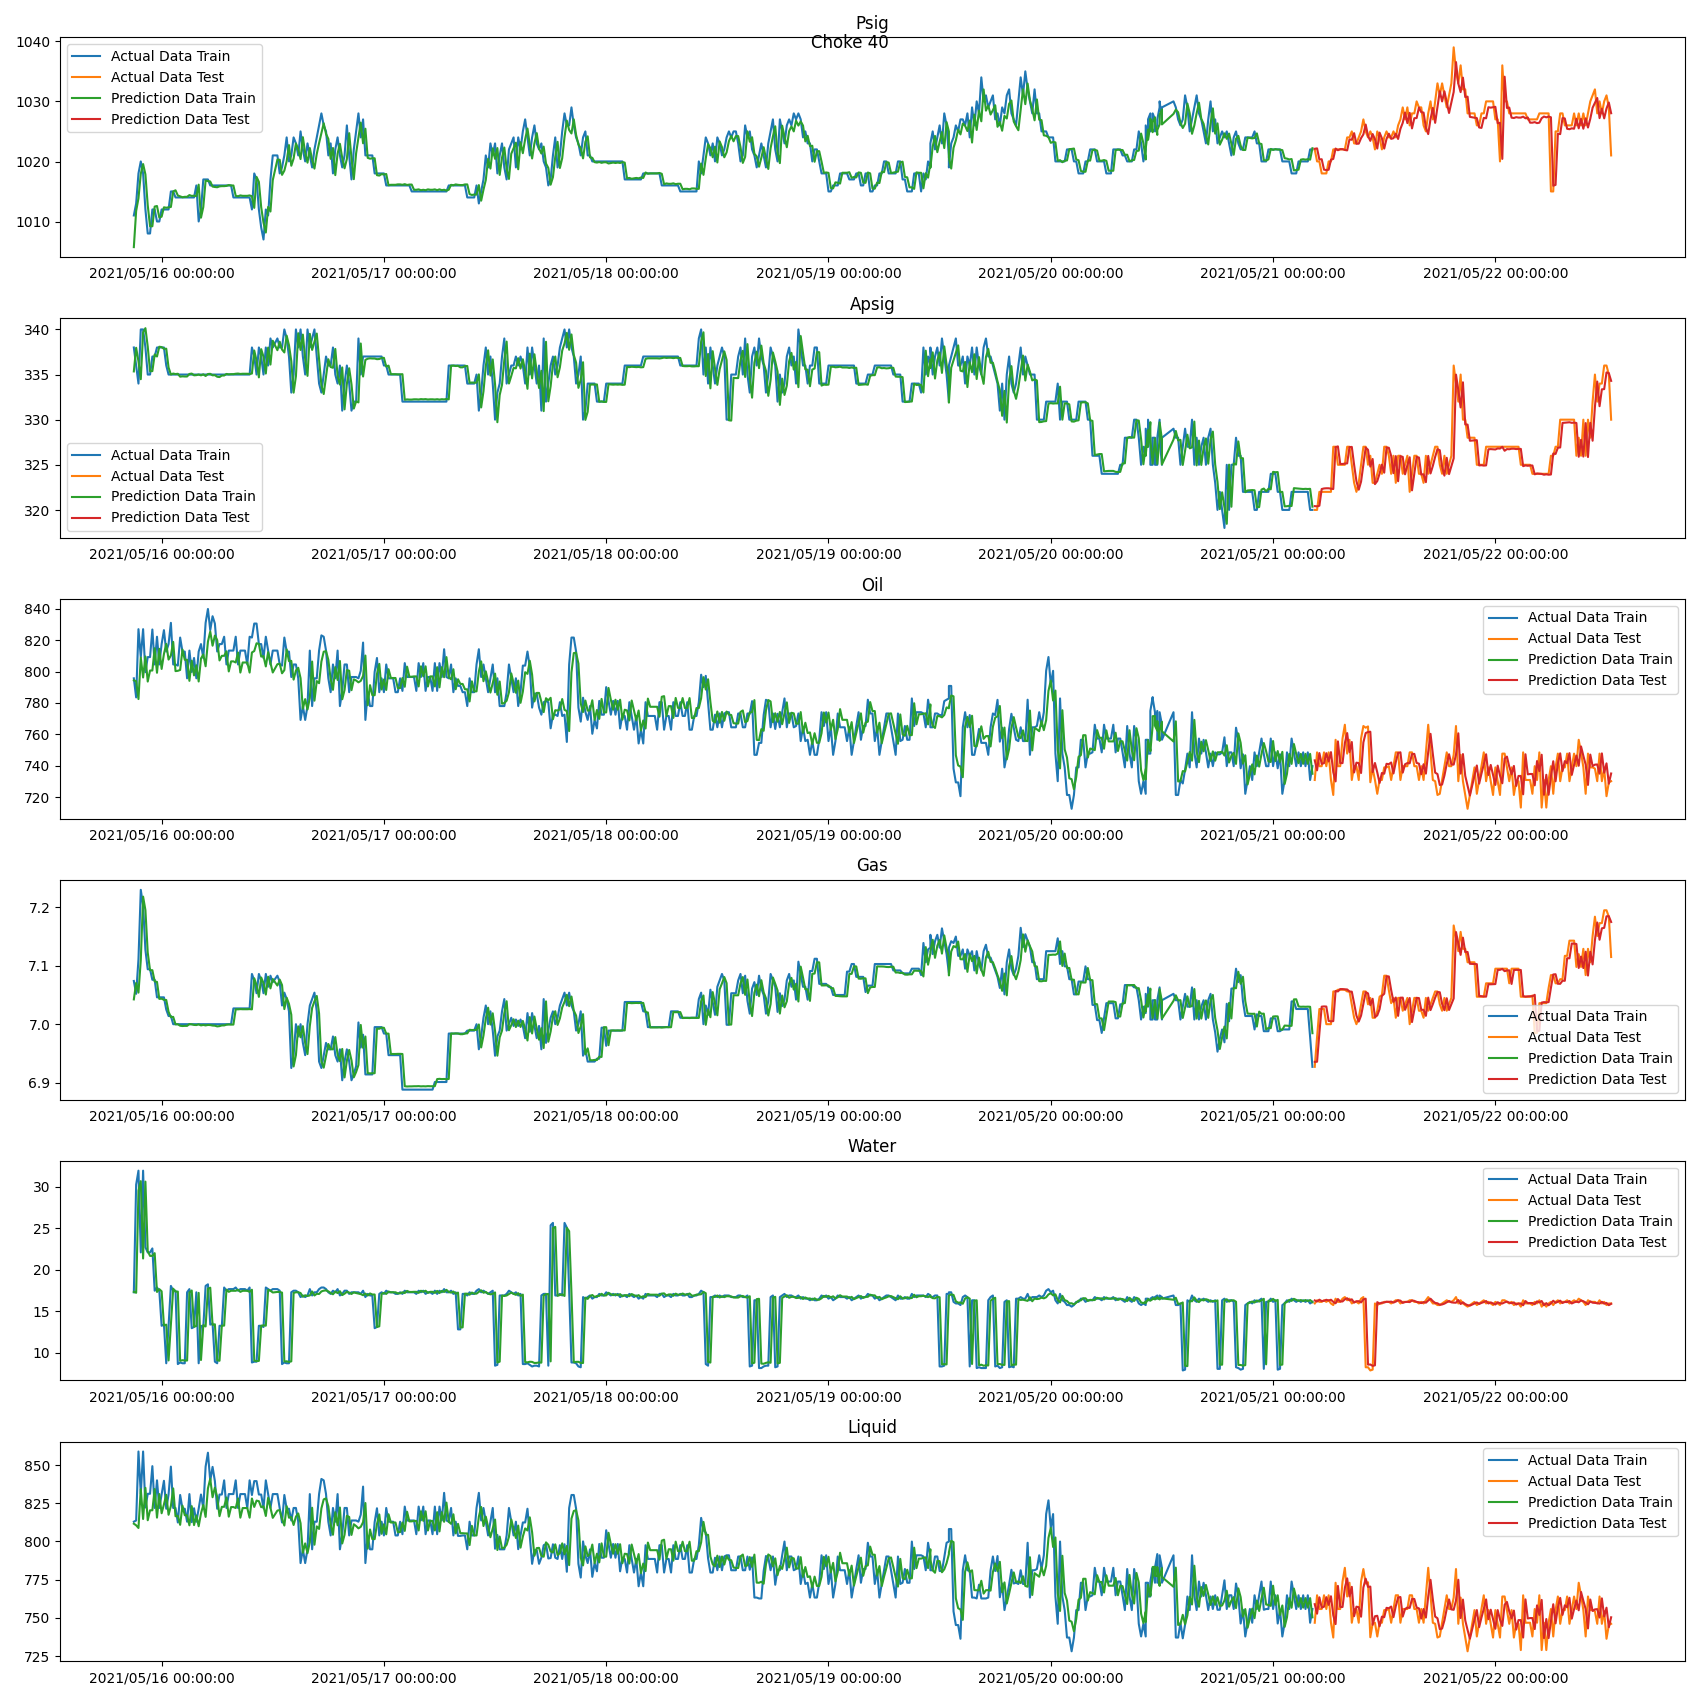 Psig
Choke 40
1040
1030
1020
1010
Actual Data Train
Actual Data Test
Prediction Data Train
Prediction Data Test
2021/05/16 00:00:00 2021/05/17 00:00:00 2021/05/18 00:00:00 2021/05/19 00:00:00 2021/05/20 00:00:00 2021/05/21 00:00:00 2021/05/22 00:00:00
Apsig
340
335
330
325
320
Actual Data Train
Actual Data Test
Prediction Data Train
Prediction Data Test
2021/05/16 00:00:00 2021/05/17 00:00:00 2021/05/18 00:00:00 2021/05/19 00:00:00 2021/05/20 00:00:00 2021/05/21 00:00:00 2021/05/22 00:00:00
Oil
840
820
800
780
760
740
720
Actual Data Train
Actual Data Test
Prediction Data Train
Prediction Data Test
2021/05/16 00:00:00 2021/05/17 00:00:00 2021/05/18 00:00:00 2021/05/19 00:00:00 2021/05/20 00:00:00 2021/05/21 00:00:00 2021/05/22 00:00:00
Gas
7.2
7.1
7.0
6.9
Actual Data Train
Actual Data Test
Prediction Data Train
Prediction Data Test
2021/05/16 00:00:00 2021/05/17 00:00:00 2021/05/18 00:00:00 2021/05/19 00:00:00 2021/05/20 00:00:00 2021/05/21 00:00:00 2021/05/22 00:00:00
Water
30
25
20
15
10
Actual Data Train
Actual Data Test
Prediction Data Train
Prediction Data Test
2021/05/16 00:00:00 2021/05/17 00:00:00 2021/05/18 00:00:00 2021/05/19 00:00:00 2021/05/20 00:00:00 2021/05/21 00:00:00 2021/05/22 00:00:00
Liquid
850
825
800
775
750
725
Actual Data Train
Actual Data Test
Prediction Data Train
Prediction Data Test
2021/05/16 00:00:00 2021/05/17 00:00:00 2021/05/18 00:00:00 2021/05/19 00:00:00 2021/05/20 00:00:00 2021/05/21 00:00:00 2021/05/22 00:00:00